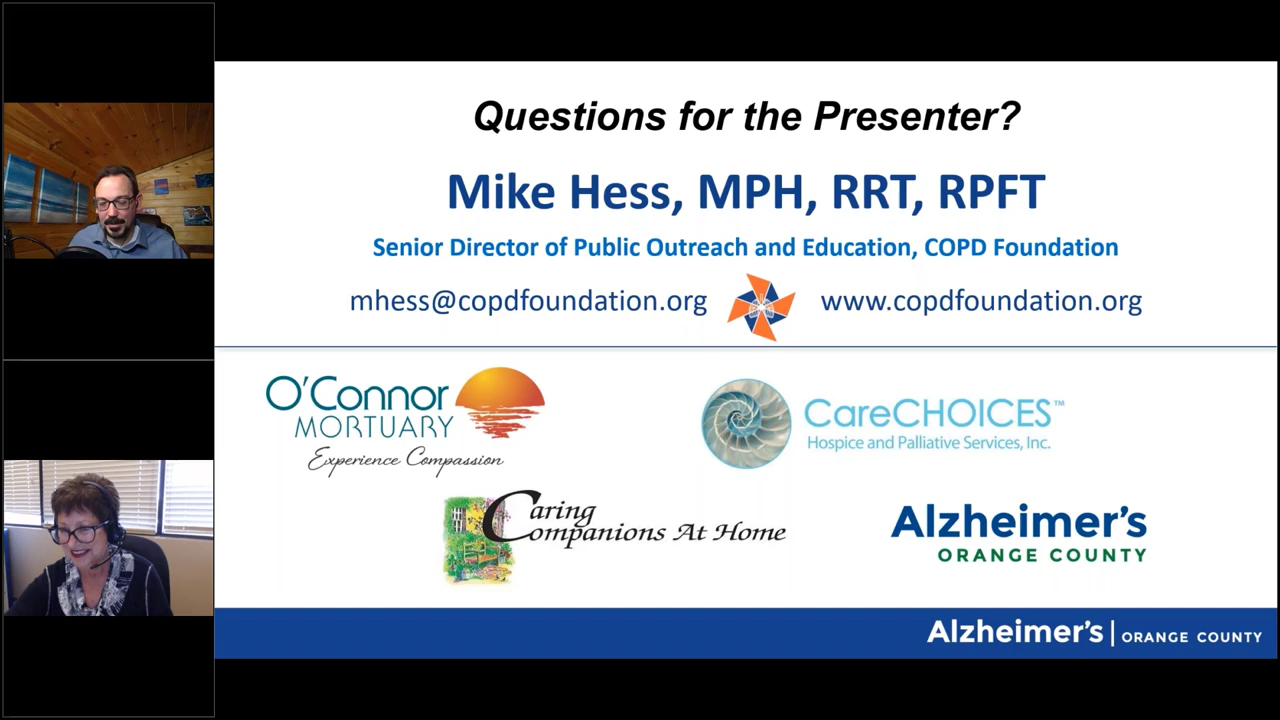 Questions for the Presenter?
Mike Hess, MPH, RRT, RPFT
Senior Director of Public Outreach and Education, COPD Foundation
mhess@copdfoundation.org www.copdfoundation.org
O'Connor
MORTUARY
Experience Compassion
CareCHOICES™
Hospice and Palliative Services, Inc.
Caring
Companions At Home
Alzheimer's
ORANGE COUNTY
Alzheimer's | ORANGE COUNTY